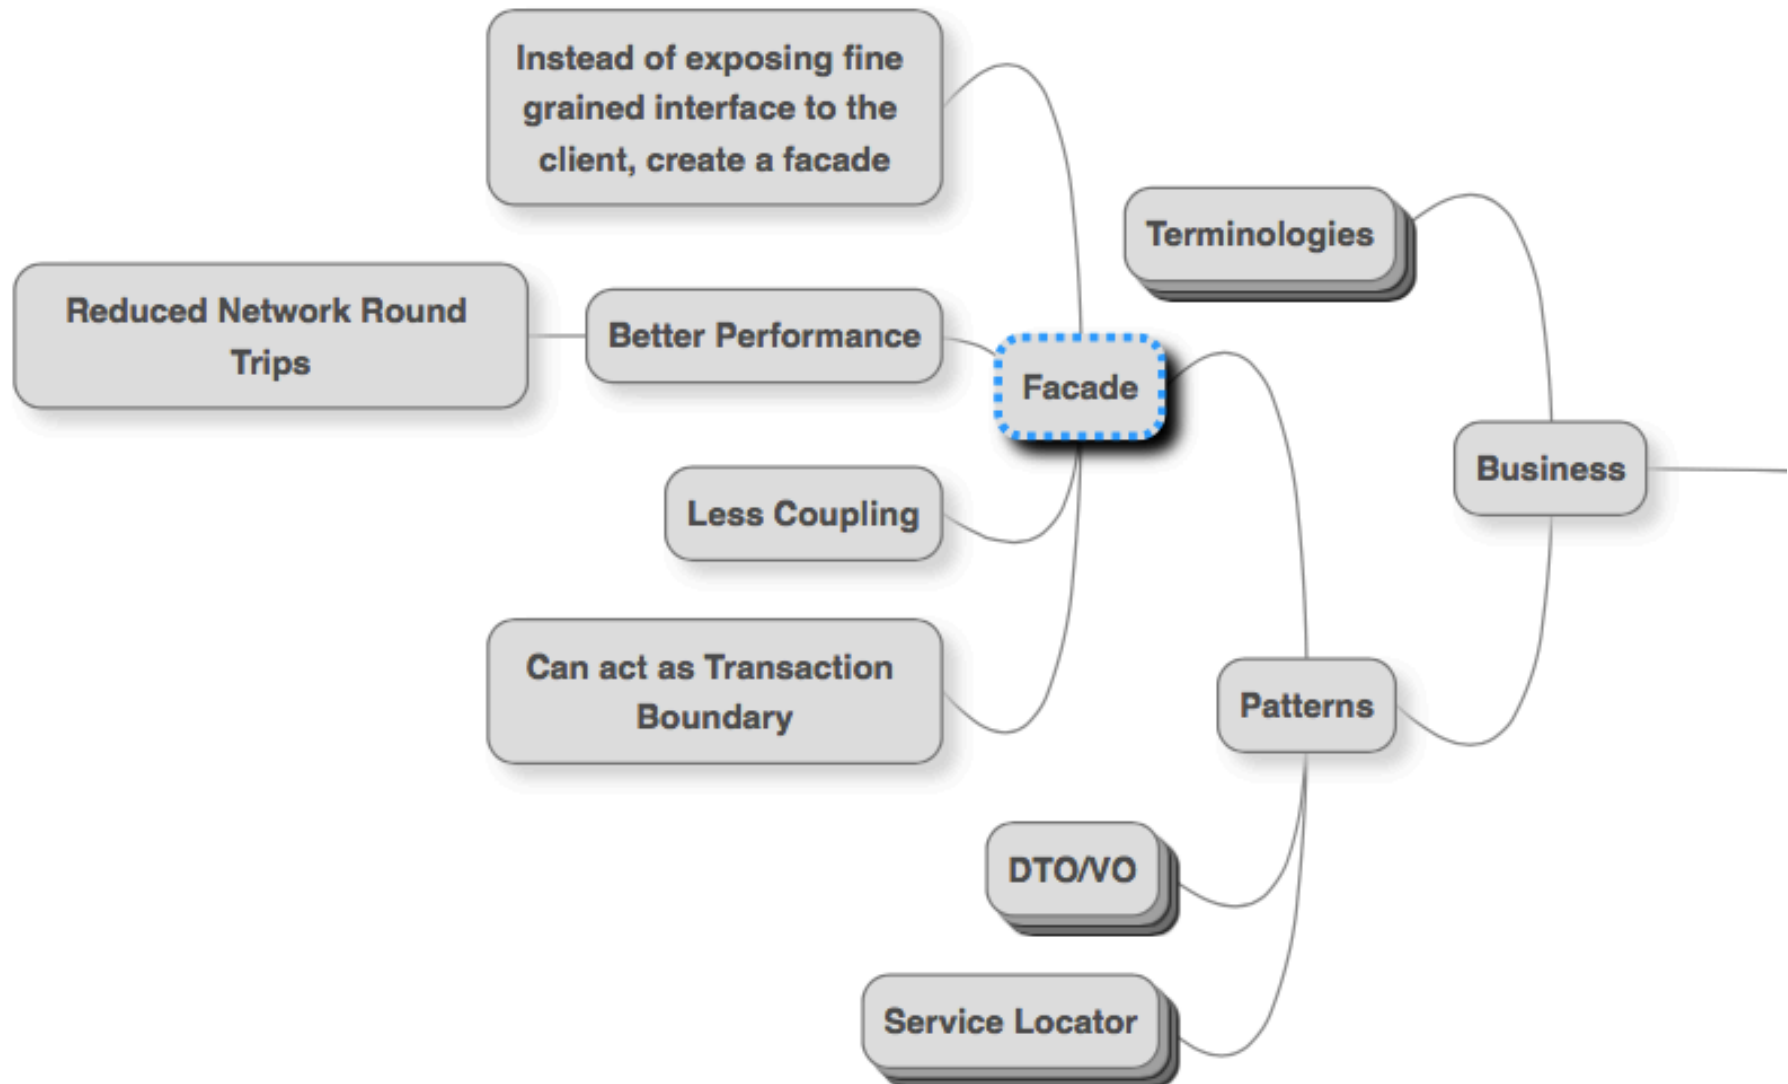 Instead of exposing fine
grained interface to the
client, create a facade
Terminologies
Reduced Network Round
Trips
Better Performance
Facade
Business
Less Coupling
Can act as Transaction
Boundary
Patterns
DTO/VO
Service Locator